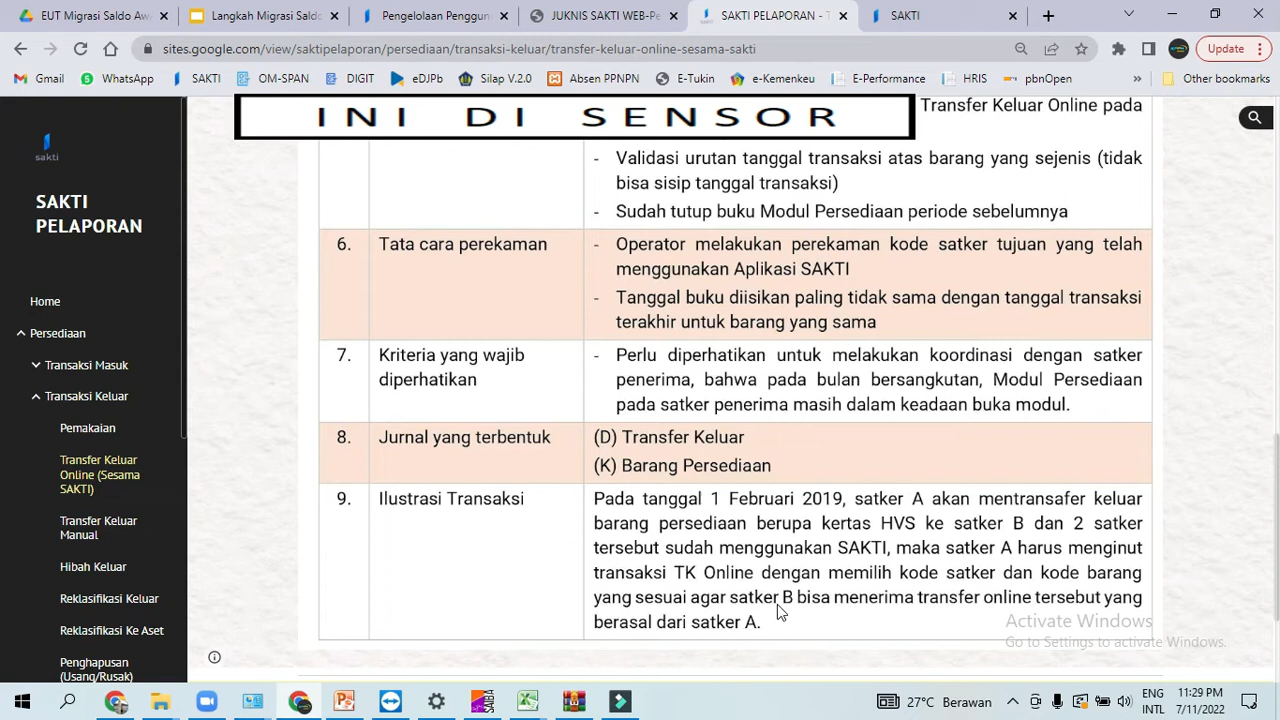 EUT Migrasi Saldo Aw
Langkah Migrasi Saldo
Pengelolaan Penggun
JUKNIS SAKTI WEB-Pe
SAKTI PELAPORAN - T
SAKTI
sites.google.com/view/saktipelaporan/persediaan/transaksi-keluar/transfer-keluar-online-sesama-sakti
Update
Gmail
WhatsApp
SAKTI
OM-SPAN
DIGIT
eDJPb
Silap V.2.0
Absen PPNPN
E-Tukin
e-Kemenkeu
E-Performance
HRIS
pbnOpen
»
Other bookmarks
sakti
SAKTI
PELAPORAN
Home
Persediaan
Transaksi Masuk
Transaksi Keluar
Pemakaian
Transfer Keluar
Online (Sesama
SAKTI)
Transfer Keluar
Manual
Hibah Keluar
Reklasifikasi Keluar
Reklasifikasi Ke Aset
Penghapusan
(Usang/Rusak)
INI DI SENSOR
Transfer Keluar Online pada
- Validasi urutan tanggal transaksi atas barang yang sejenis (tidak
bisa sisip tanggal transaksi)
- Sudah tutup buku Modul Persediaan periode sebelumnya
6. Tata cara perekaman
- Operator melakukan perekaman kode satker tujuan yang telah
menggunakan Aplikasi SAKTI
- Tanggal buku diisikan paling tidak sama dengan tanggal transaksi
terakhir untuk barang yang sama
7. Kriteria yang wajib
diperhatikan
- Perlu diperhatikan untuk melakukan koordinasi dengan satker
penerima, bahwa pada bulan bersangkutan, Modul Persediaan
pada satker penerima masih dalam keadaan buka modul.
8. Jurnal yang terbentuk
(D) Transfer Keluar
(K) Barang Persediaan
9. Ilustrasi Transaksi
Pada tanggal 1 Februari 2019, satker A akan mentransafer keluar
barang persediaan berupa kertas HVS ke satker B dan 2 satker
tersebut sudah menggunakan SAKTI, maka satker A harus menginut
transaksi TK Online dengan memilih kode satker dan kode barang
yang sesuai agar satker B bisa menerima transfer online tersebut yang
berasal dari satker A.
Activate Windows
Go to Settings to activate Windows.
27°C Berawan
ENG
INTL
11:29 PM
7/11/2022